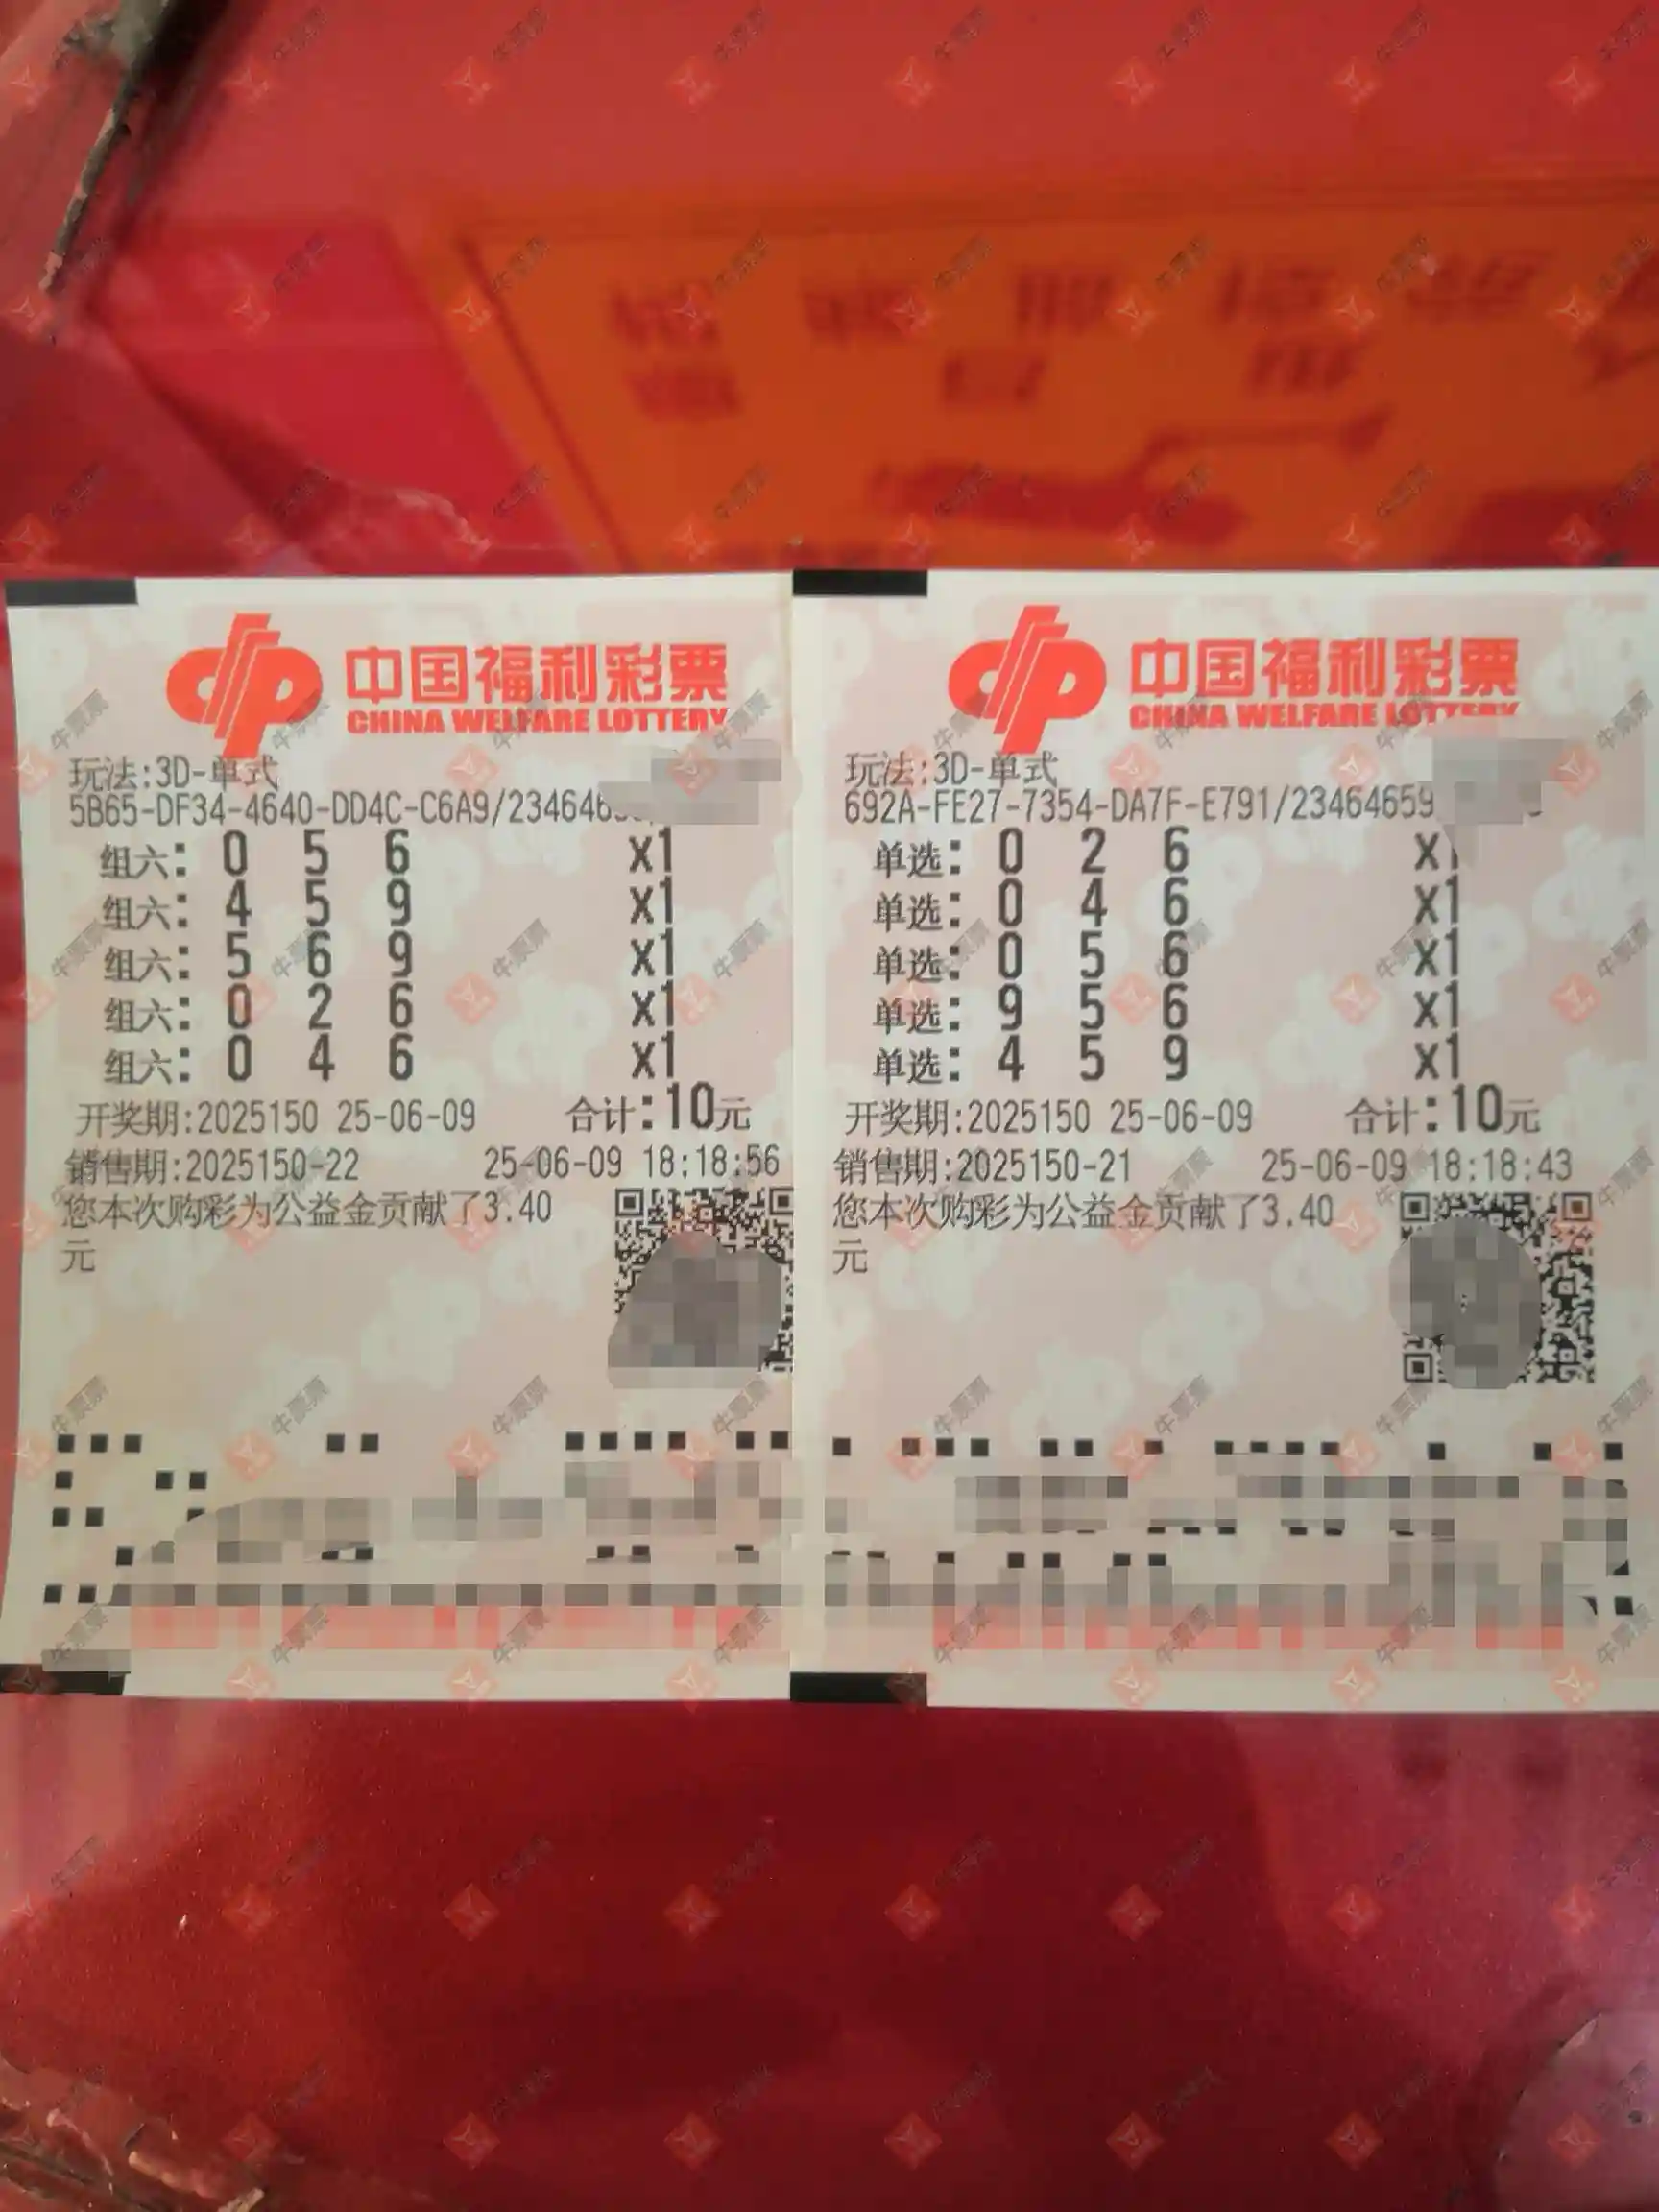 中国福利彩票
CHINA WELFARE LOTTERY
玩法:3D-单式
5B65-DF34-4640-DD4C-C6A9/234646
组六: 0 5 6 x1
组六: 4 5 9 x1
组六: 5 6 9 x1
组六: 0 2 6 x1
组六: 0 4 6 x1
开奖期:2025150 25-06-09 合计:10元
销售期:2025150-22 25-06-09 18:18:56
您本次购彩为公益金贡献了3.40
元
中国福利彩票
CHINA WELFARE LOTTERY
玩法:3D-单式
692A-FE27-7354-DA7F-E791/23464659
单选: 0 2 6 x1
单选: 0 4 6 x1
单选: 0 5 6 x1
单选: 9 5 6 x1
单选: 4 5 9 x1
开奖期:2025150 25-06-09 合计:10元
销售期:2025150-21 25-06-09 18:18:43
您本次购彩为公益金贡献了3.40
元
牛票票